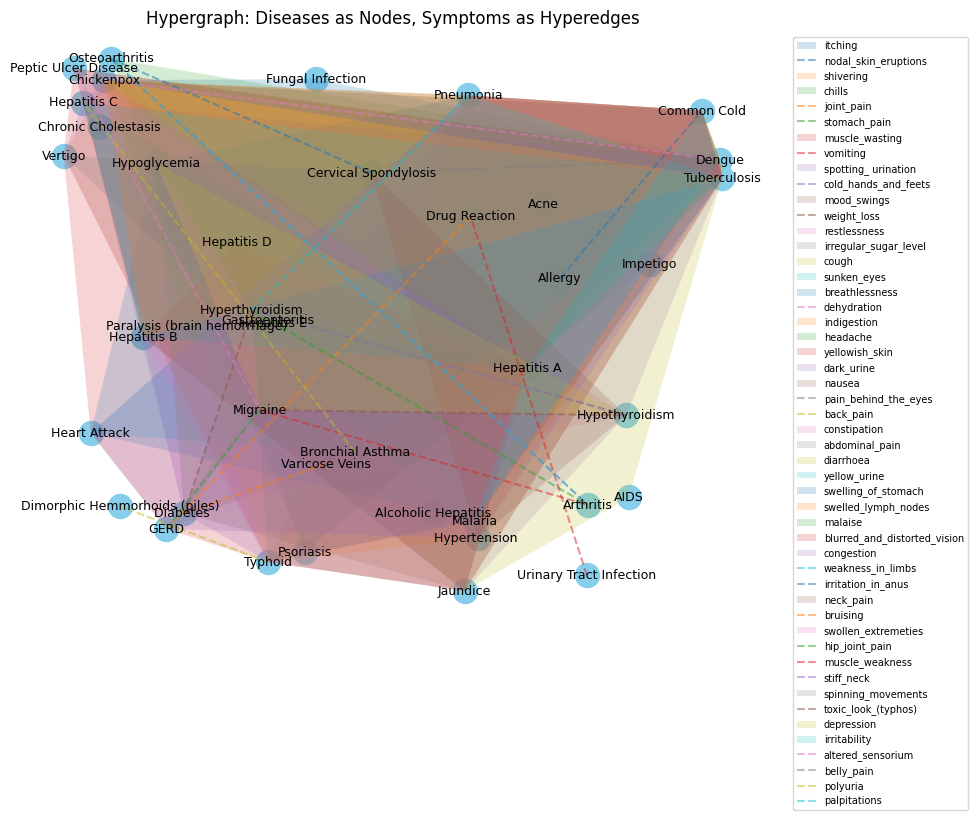 Hypergraph: Diseases as Nodes, Symptoms as Hyperedges
Osteoarthritis
Peptic Ulcer Disease
Chickenpox
Fungal Infection
Pneumonia
Hepatitis C
Common Cold
Chronic Cholestasis
Vertigo
Hypoglycemia
Cervical Spondylosis
Dengue
Tuberculosis
Acne
Drug Reaction
Hepatitis D
Allergy
Impetigo
Hyperthyroidism
Gastroenteritis
Hepatitis E
Paralysis (brain hemorrhage)
Hepatitis B
Hepatitis A
Migraine
Hypothyroidism
Heart Attack
Bronchial Asthma
Varicose Veins
AIDS
Dimorphic Hemmorhoids (piles)
Arthritis
Diabetes
Alcoholic Hepatitis
Malaria
GERD
Hypertension
Psoriasis
Typhoid
Urinary Tract Infection
Jaundice
itching
nodal_skin_eruptions
shivering
chills
joint_pain
stomach_pain
muscle_wasting
vomiting
spotting_ urination
cold_hands_and_feets
mood_swings
weight_loss
restlessness
irregular_sugar_level
cough
sunken_eyes
breathlessness
dehydration
indigestion
headache
yellowish_skin
dark_urine
nausea
pain_behind_the_eyes
back_pain
constipation
abdominal_pain
diarrhoea
yellow_urine
swelling_of_stomach
swelled_lymph_nodes
malaise
blurred_and_distorted_vision
congestion
weakness_in_limbs
irritation_in_anus
neck_pain
bruising
swollen_extremeties
hip_joint_pain
muscle_weakness
stiff_neck
spinning_movements
toxic_look_(typhos)
depression
irritability
altered_sensorium
belly_pain
polyuria
palpitations